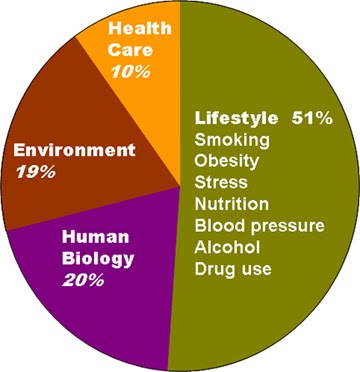 Health
Care
10%
Lifestyle 51%
Smoking
Obesity
Stress
Nutrition
Blood pressure
Alcohol
Drug use
Environment
19%
Human
Biology
20%